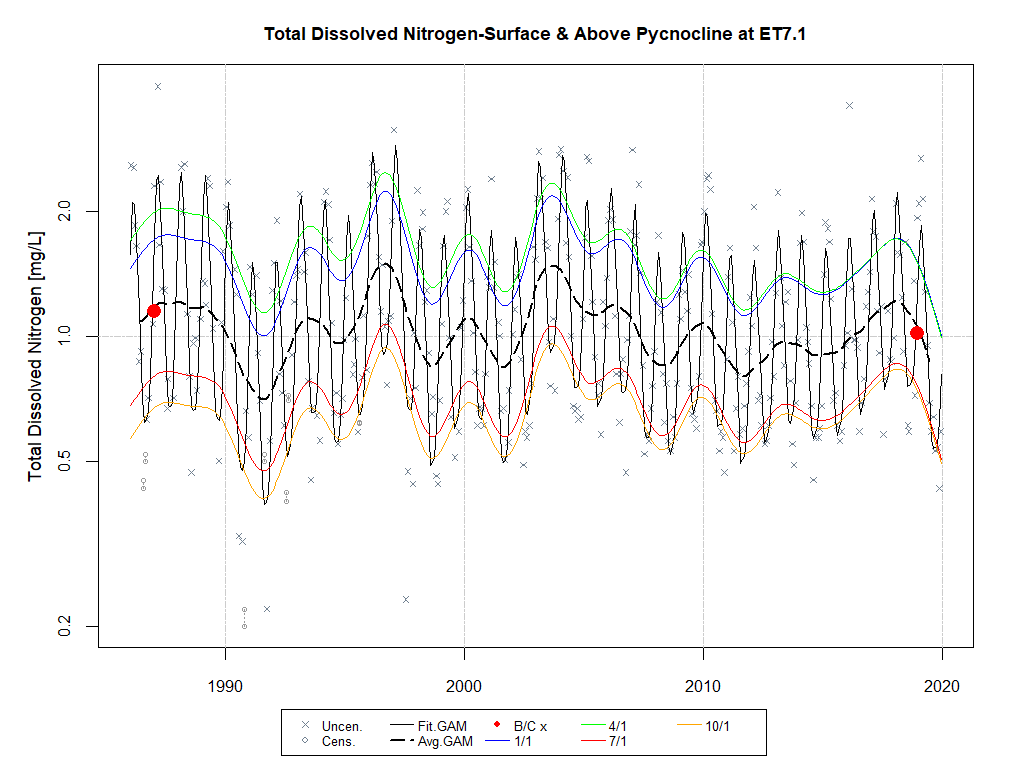 Total Dissolved Nitrogen-Surface & Above Pycnocline at ET7.1
Total Dissolved Nitrogen [mg/L]
2.0
1.0
0.5
0.2
1990 2000 2010 2020
Uncen. Fit.GAM B/C x 4/1 10/1
Cens. Avg.GAM 1/1 7/1